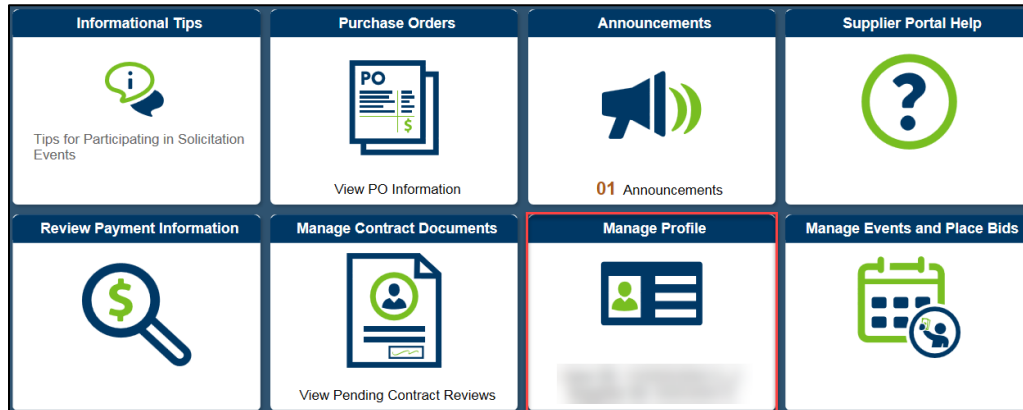 Informational Tips
Purchase Orders
Announcements
Supplier Portal Help
i
PO
$
?
Tips for Participating in Solicitation
Events
View PO Information
01 Announcements
Review Payment Information
Manage Contract Documents
Manage Profile
Manage Events and Place Bids
$
View Pending Contract Reviews